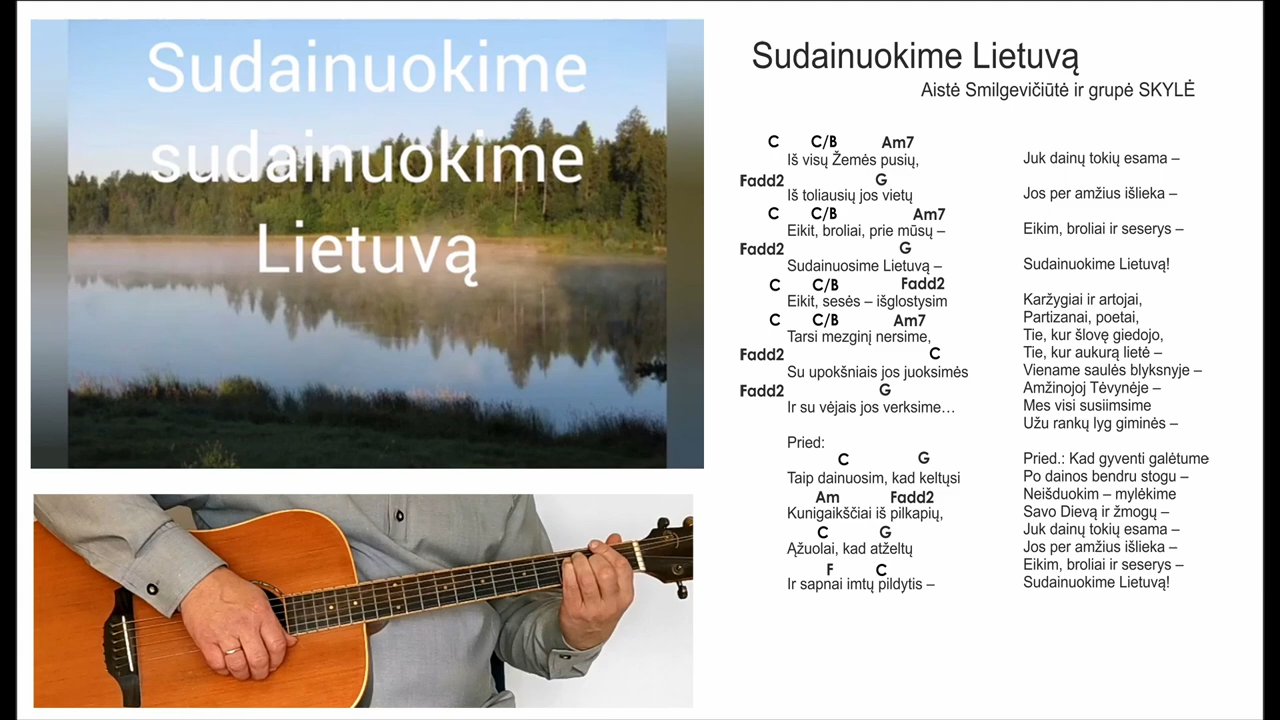 Sudainuokime
sudainuokime
Lietuvą
Sudainuokime Lietuvą
Aistė Smilgevičiūtė ir grupė SKYLĖ
C C/B Am7
Iš visų Žemės pusių,
Fadd2 G
Iš toliausių jos vietų
C C/B Am7
Eikit, broliai, prie mūsų –
Fadd2 G
Sudainuosime Lietuvą –
C C/B Fadd2
Eikit, sesės – išglostysim
C C/B Am7
Tarsi mezginį nersime,
Fadd2 C
Su upokšniais jos juoksimės
Fadd2 G
Ir su vėjais jos verksime…
Pried:
C G
Taip dainuosim, kad keltųsi
Am Fadd2
Kunigaikščiai iš pilkapių,
C G
Ąžuolai, kad atželtų
F C
Ir sapnai imtų pildytis –
Juk dainų tokių esama –
Jos per amžius išlieka –
Eikim, broliai ir seserys –
Sudainuokime Lietuvą!
Karžygiai ir artojai,
Partizanai, poetai,
Tie, kur šlovę giedojo,
Tie, kur aukurą lietė –
Viename saulės blyksnyje –
Amžinojoj Tėvynėje –
Mes visi susiimsime
Užu rankų lyg giminės –
Pried.: Kad gyventi galėtume
Po dainos bendru stogu –
Neišduokim – mylėkime
Savo Dievą ir žmogų –
Juk dainų tokių esama –
Jos per amžius išlieka –
Eikim, broliai ir seserys –
Sudainuokime Lietuvą!